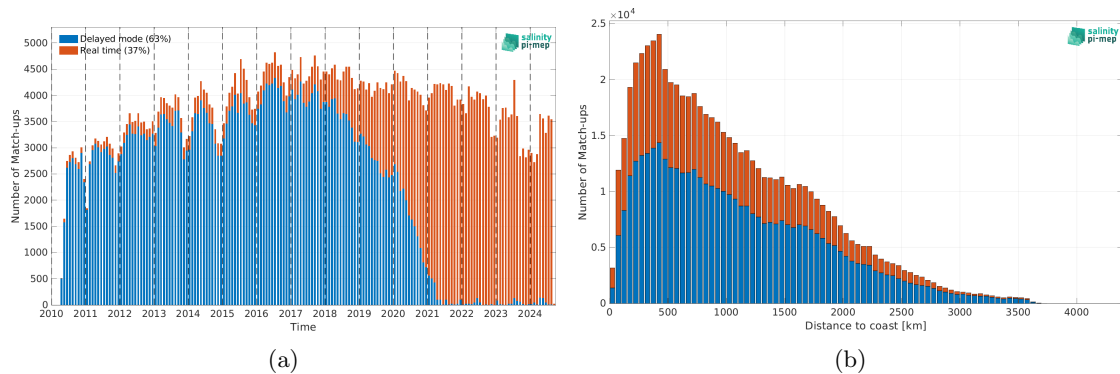 Delayed mode (63%)
Real time (37%)
salinity
pi-mep
Number of Match-ups
5000
4500
4000
3500
3000
2500
2000
1500
1000
500
0
2010 2011 2012 2013 2014 2015 2016 2017 2018 2019 2020 2021 2022 2023 2024
Time
(a)
×10⁴
salinity
pi-mep
Number of Match-ups
2.5
2
1.5
1
0.5
0
0 500 1000 1500 2000 2500 3000 3500 4000
Distance to coast [km]
(b)